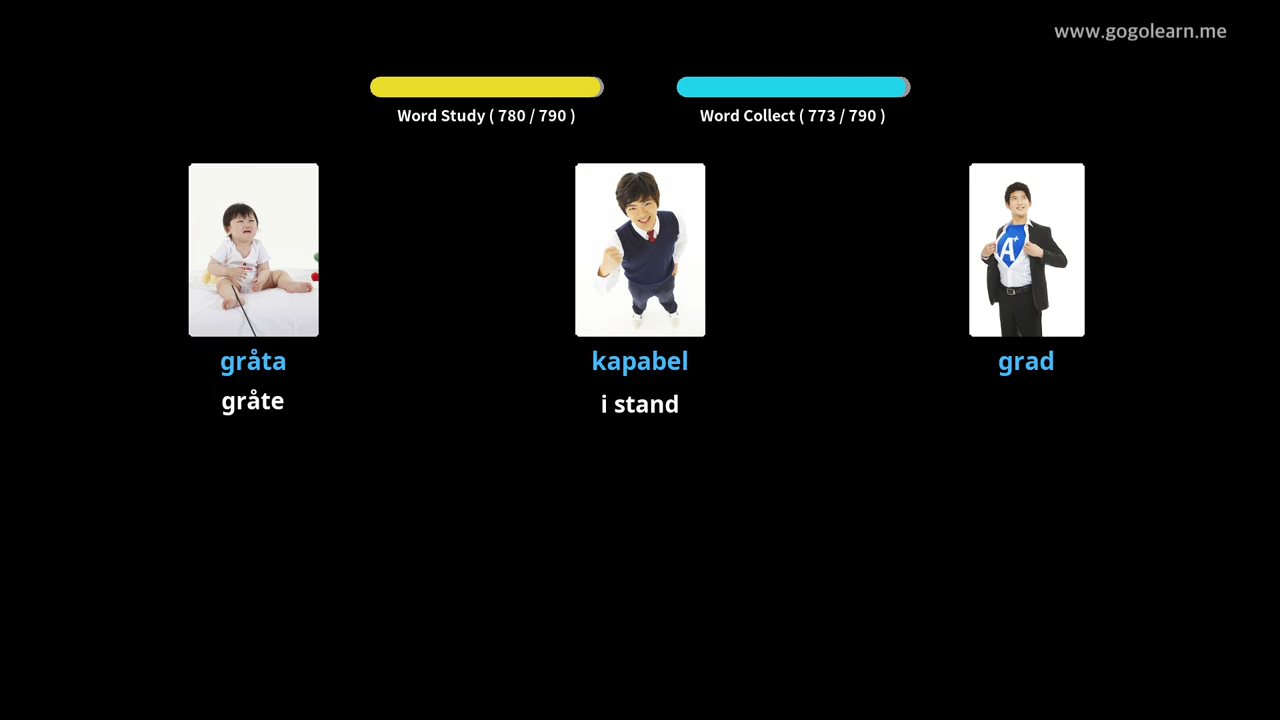 www.gogolearn.me
Word Study ( 780 / 790 )
Word Collect ( 773 / 790 )
A+
gråta
kapabel
grad
gråte
i stand